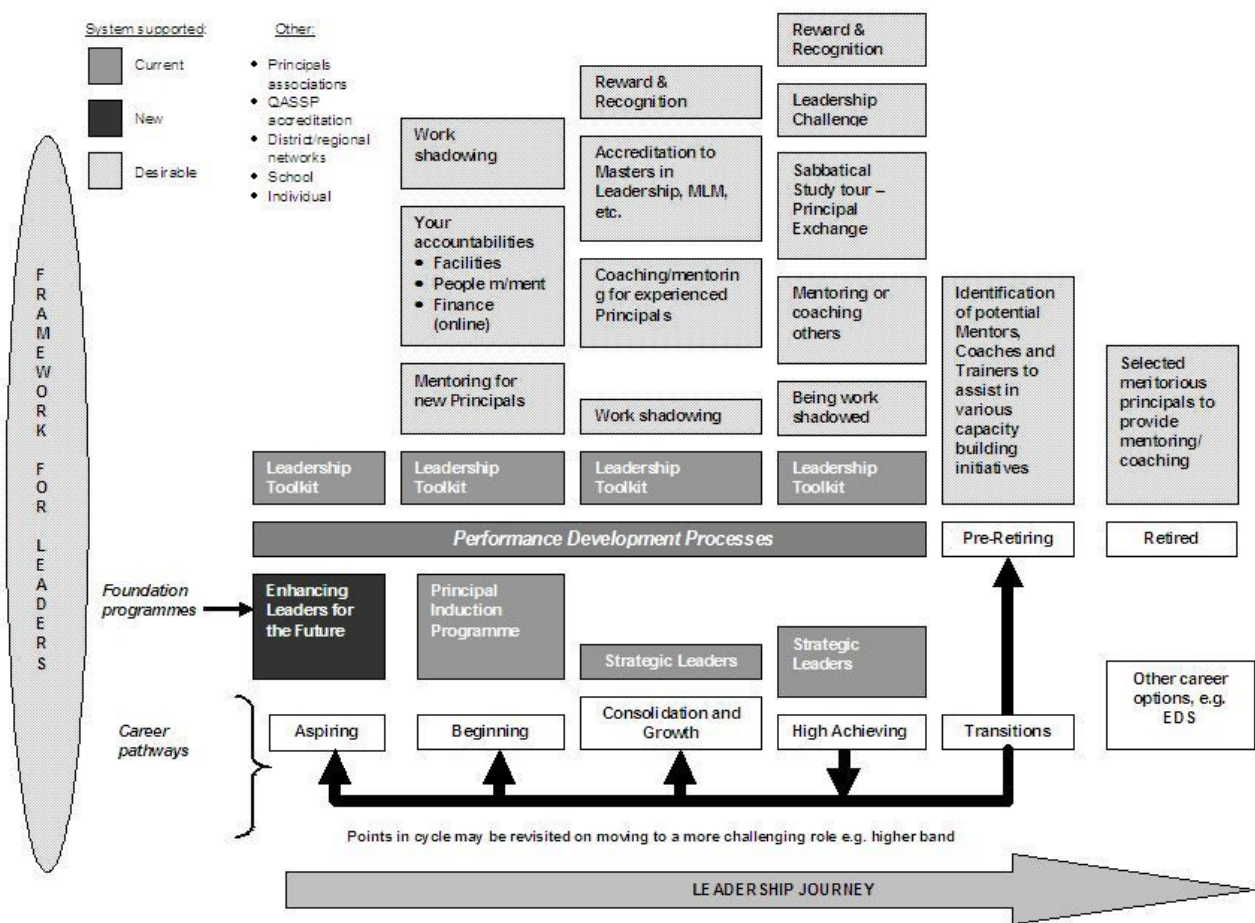 System supported:
Current
New
Desirable
Other:
• Principals
associations
• QASSP
accreditation
• District/regional
networks
• School
• Individual
FRAMEWORK FOR LEADERS
Work
shadowing
Your
accountabilities
• Facilities
• People m/ment
• Finance
(online)
Mentoring for
new Principals
Reward &
Recognition
Accreditation to
Masters in
Leadership, MLM,
etc.
Coaching/mentorin
g for experienced
Principals
Work shadowing
Reward &
Recognition
Leadership
Challenge
Sabbatical
Study tour –
Principal
Exchange
Mentoring or
coaching
others
Being work
shadowed
Identification
of potential
Mentors,
Coaches and
Trainers to
assist in
various
capacity
building
initiatives
Selected
meritorious
principals to
provide
mentoring/
coaching
Leadership
Toolkit
Leadership
Toolkit
Leadership
Toolkit
Leadership
Toolkit
Performance Development Processes
Pre-Retiring
Retired
Foundation
programmes
Enhancing
Leaders for
the Future
Principal
Induction
Programme
Strategic Leaders
Strategic
Leaders
Career
pathways
Aspiring
Beginning
Consolidation and
Growth
High Achieving
Transitions
Other career
options, e.g.
EDS
Points in cycle may be revisited on moving to a more challenging role e.g. higher band
LEADERSHIP JOURNEY